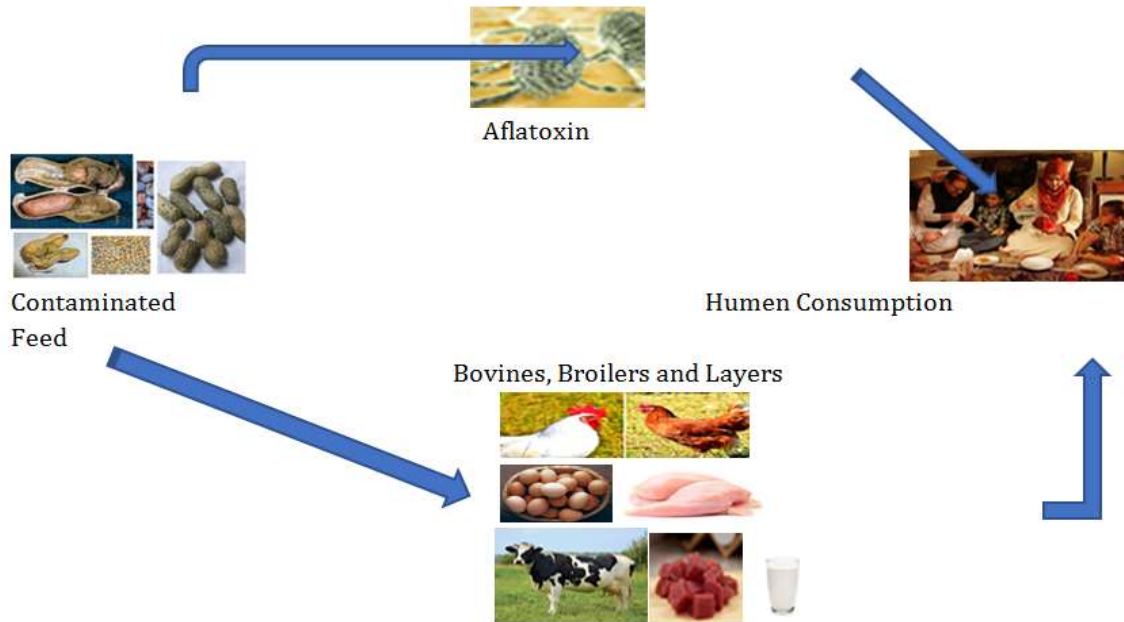 Aflatoxin
Contaminated
Feed
Humen Consumption
Bovines, Broilers and Layers